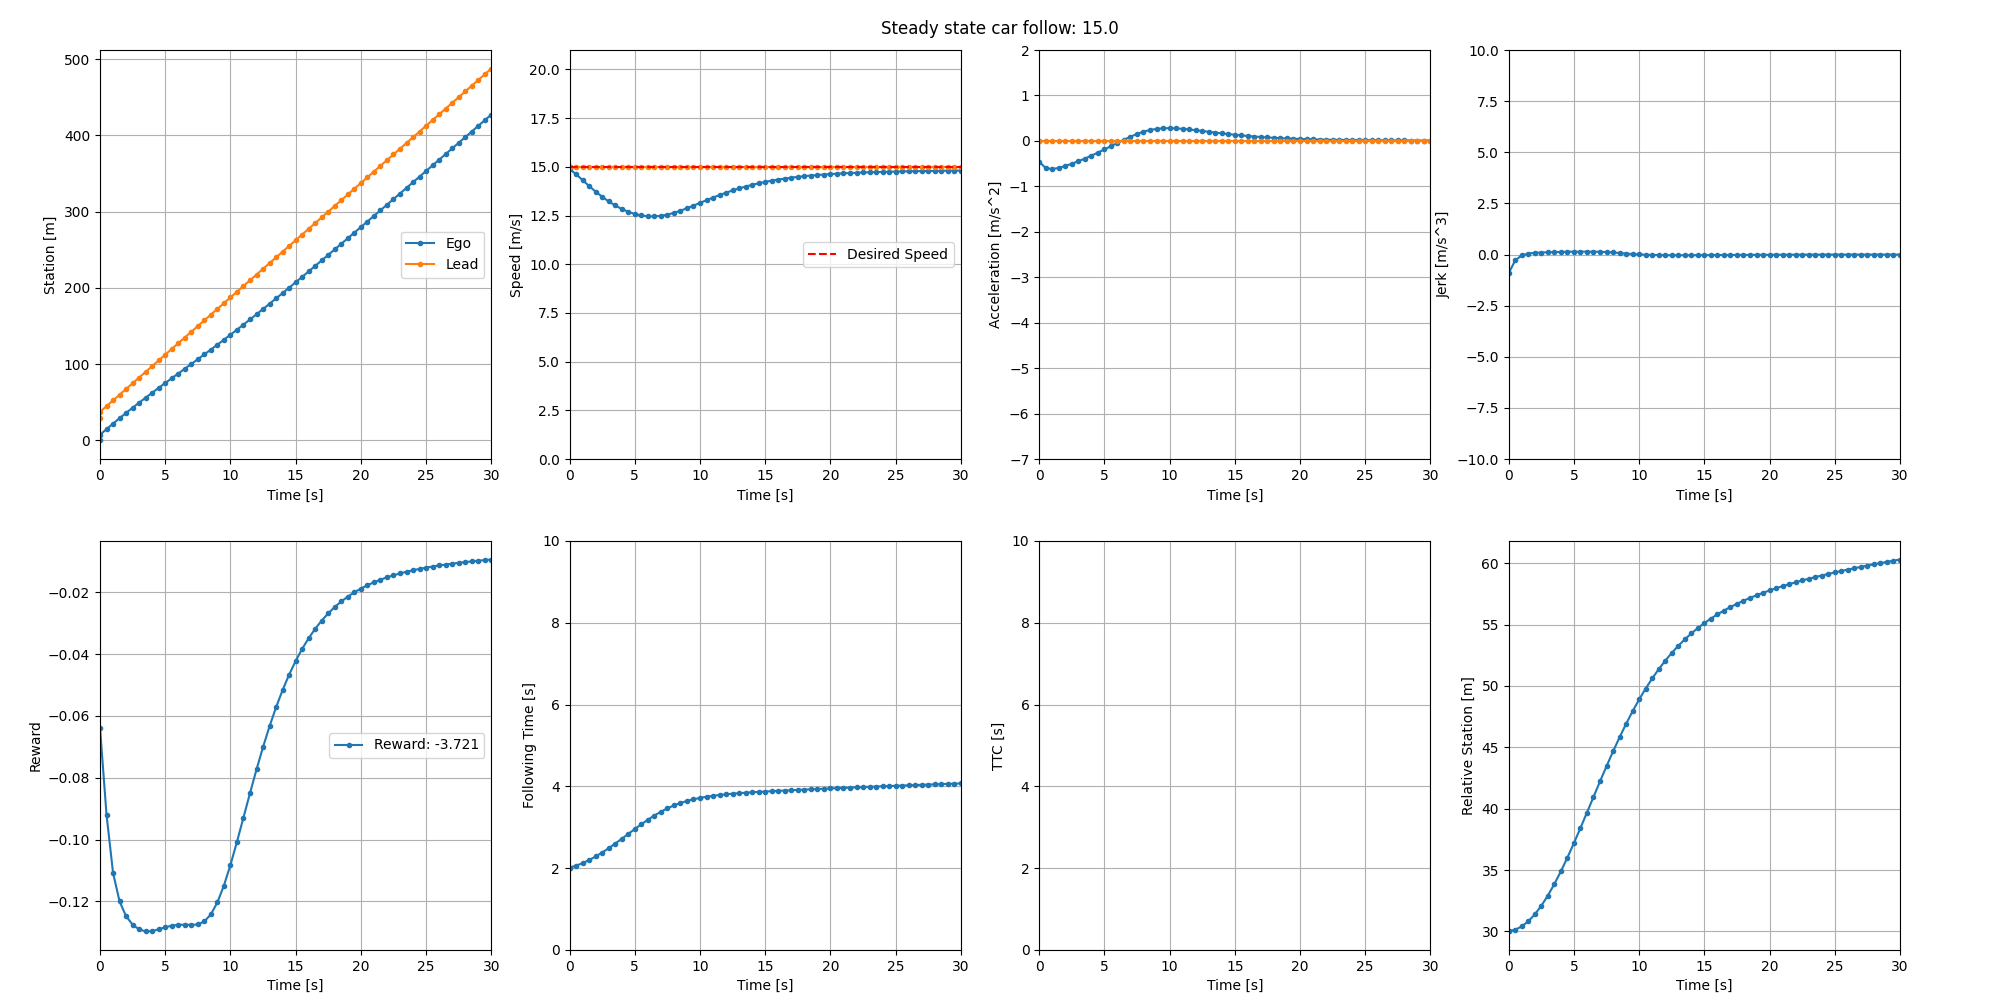 Steady state car follow: 15.0
Station [m]
500
400
300
200
100
0
Ego
Lead
0 5 10 15 20 25 30
Time [s]
Speed [m/s]
20.0
17.5
15.0
12.5
10.0
7.5
5.0
2.5
0.0
Desired Speed
0 5 10 15 20 25 30
Time [s]
Acceleration [m/s^2]
2
1
0
−1
−2
−3
−4
−5
−6
−7
0 5 10 15 20 25 30
Time [s]
Jerk [m/s^3]
10.0
7.5
5.0
2.5
0.0
−2.5
−5.0
−7.5
−10.0
0 5 10 15 20 25 30
Time [s]
Reward
−0.02
−0.04
−0.06
−0.08
−0.10
−0.12
Reward: -3.721
0 5 10 15 20 25 30
Time [s]
Following Time [s]
10
8
6
4
2
0
0 5 10 15 20 25 30
Time [s]
TTC [s]
10
8
6
4
2
0
0 5 10 15 20 25 30
Time [s]
Relative Station [m]
60
55
50
45
40
35
30
0 5 10 15 20 25 30
Time [s]